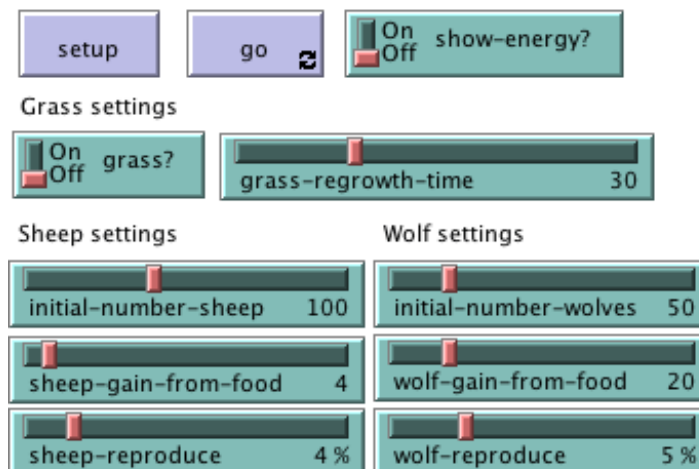 setup
go
On
Off
show-energy?
Grass settings
On
Off
grass?
grass-regrowth-time 30
Sheep settings
Wolf settings
initial-number-sheep 100
initial-number-wolves 50
sheep-gain-from-food 4
wolf-gain-from-food 20
sheep-reproduce 4 %
wolf-reproduce 5 %